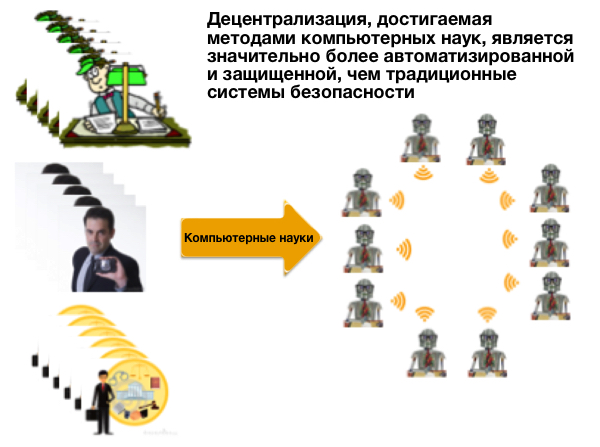 Децентрализация, достигаемая
методами компьютерных наук, является
значительно более автоматизированной
и защищенной, чем традиционные
системы безопасности
Компьютерные науки